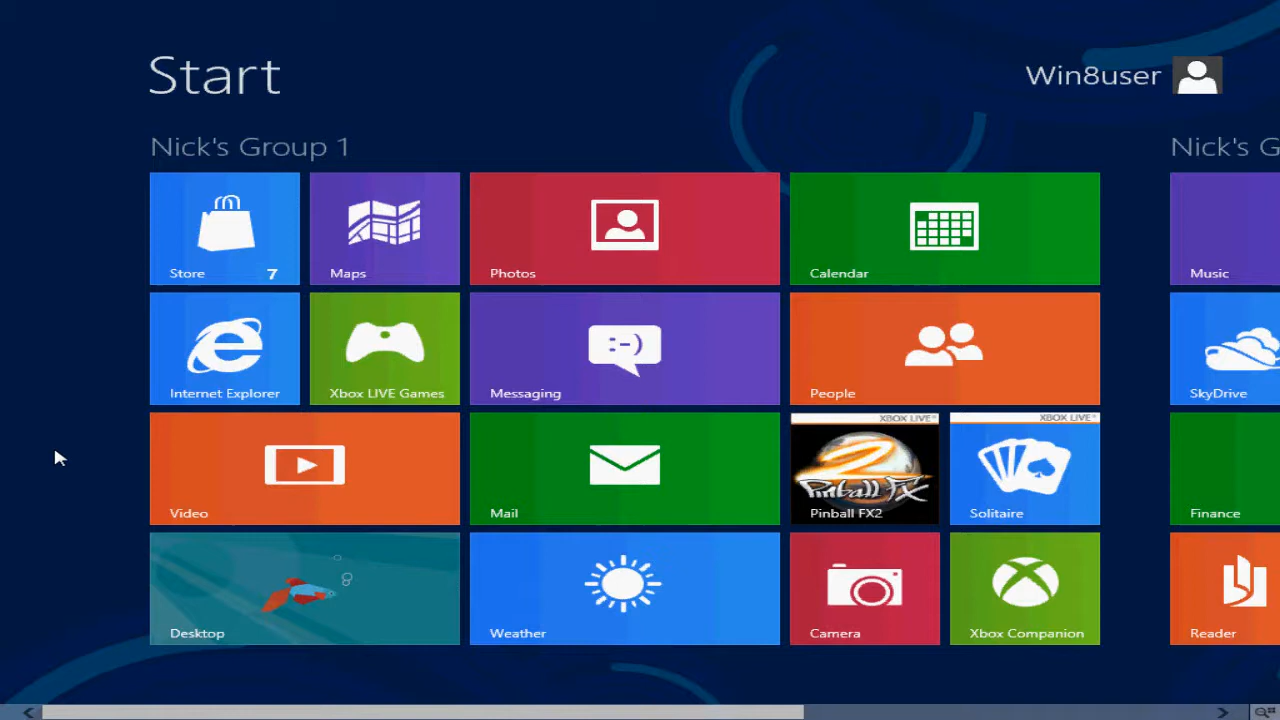 Start
Win8user
Nick's Group 1
Nick's G
Store 7
Maps
Photos
Calendar
Music
Internet Explorer
Xbox LIVE Games
Messaging
People
SkyDrive
Video
Mail
XBOX LIVE
2
Pinball FX
Pinball FX2
XBOX LIVE
Solitaire
Finance
Desktop
Weather
Camera
Xbox Companion
Reader
:-)